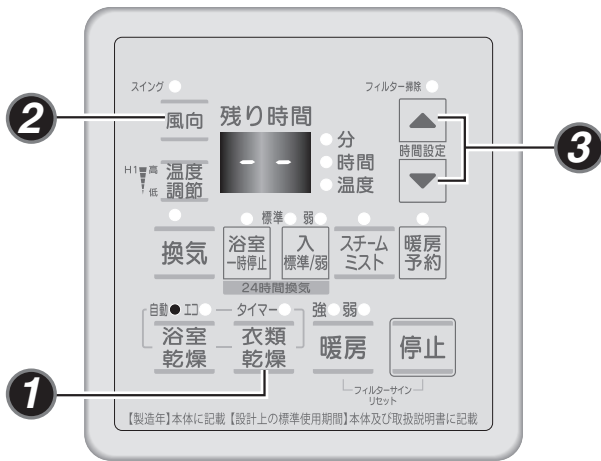 スイング
フィルター掃除
2
風向
残り時間
▲
3
分
時間設定
時間
- -
H1 高
低
温度
調節
温度
▼
標準 弱
換気
浴室
一時停止
入
標準/弱
スチーム
ミスト
暖房
予約
24時間換気
自動 エコ
タイマー
強 弱
浴室
乾燥
衣類
乾燥
暖房
停止
1
フィルターサイン
リセット
【製造年】本体に記載【設計上の標準使用期間】本体及び取扱説明書に記載